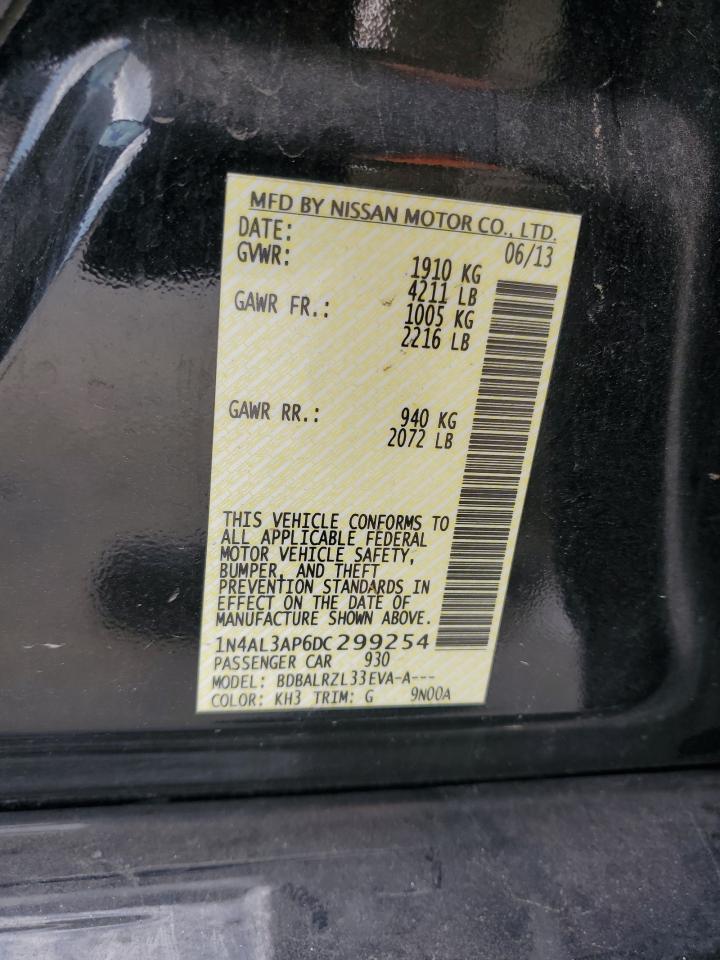 MFD BY NISSAN MOTOR CO., LTD.
DATE: 06/13
GVWR: 1910 KG
4211 LB
GAWR FR.: 1005 KG
2216 LB
GAWR RR.: 940 KG
2072 LB
THIS VEHICLE CONFORMS TO
ALL APPLICABLE FEDERAL
MOTOR VEHICLE SAFETY,
BUMPER, AND THEFT
PREVENTION STANDARDS IN
EFFECT ON THE DATE OF
MANUFACTURE SHOWN ABOVE.
1N4AL3AP6DC299254
PASSENGER CAR 930
MODEL: BDBALRZL33EVA-A---
COLOR: KH3 TRIM: G 9N00A